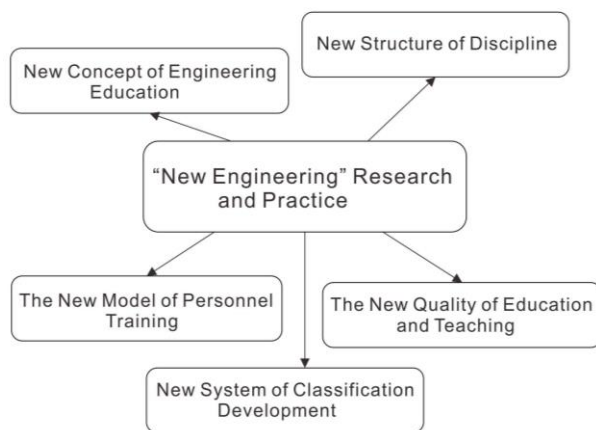 New Structure of Discipline
New Concept of Engineering
Education
“New Engineering” Research
and Practice
The New Model of Personnel
Training
The New Quality of Education
and Teaching
New System of Classification
Development